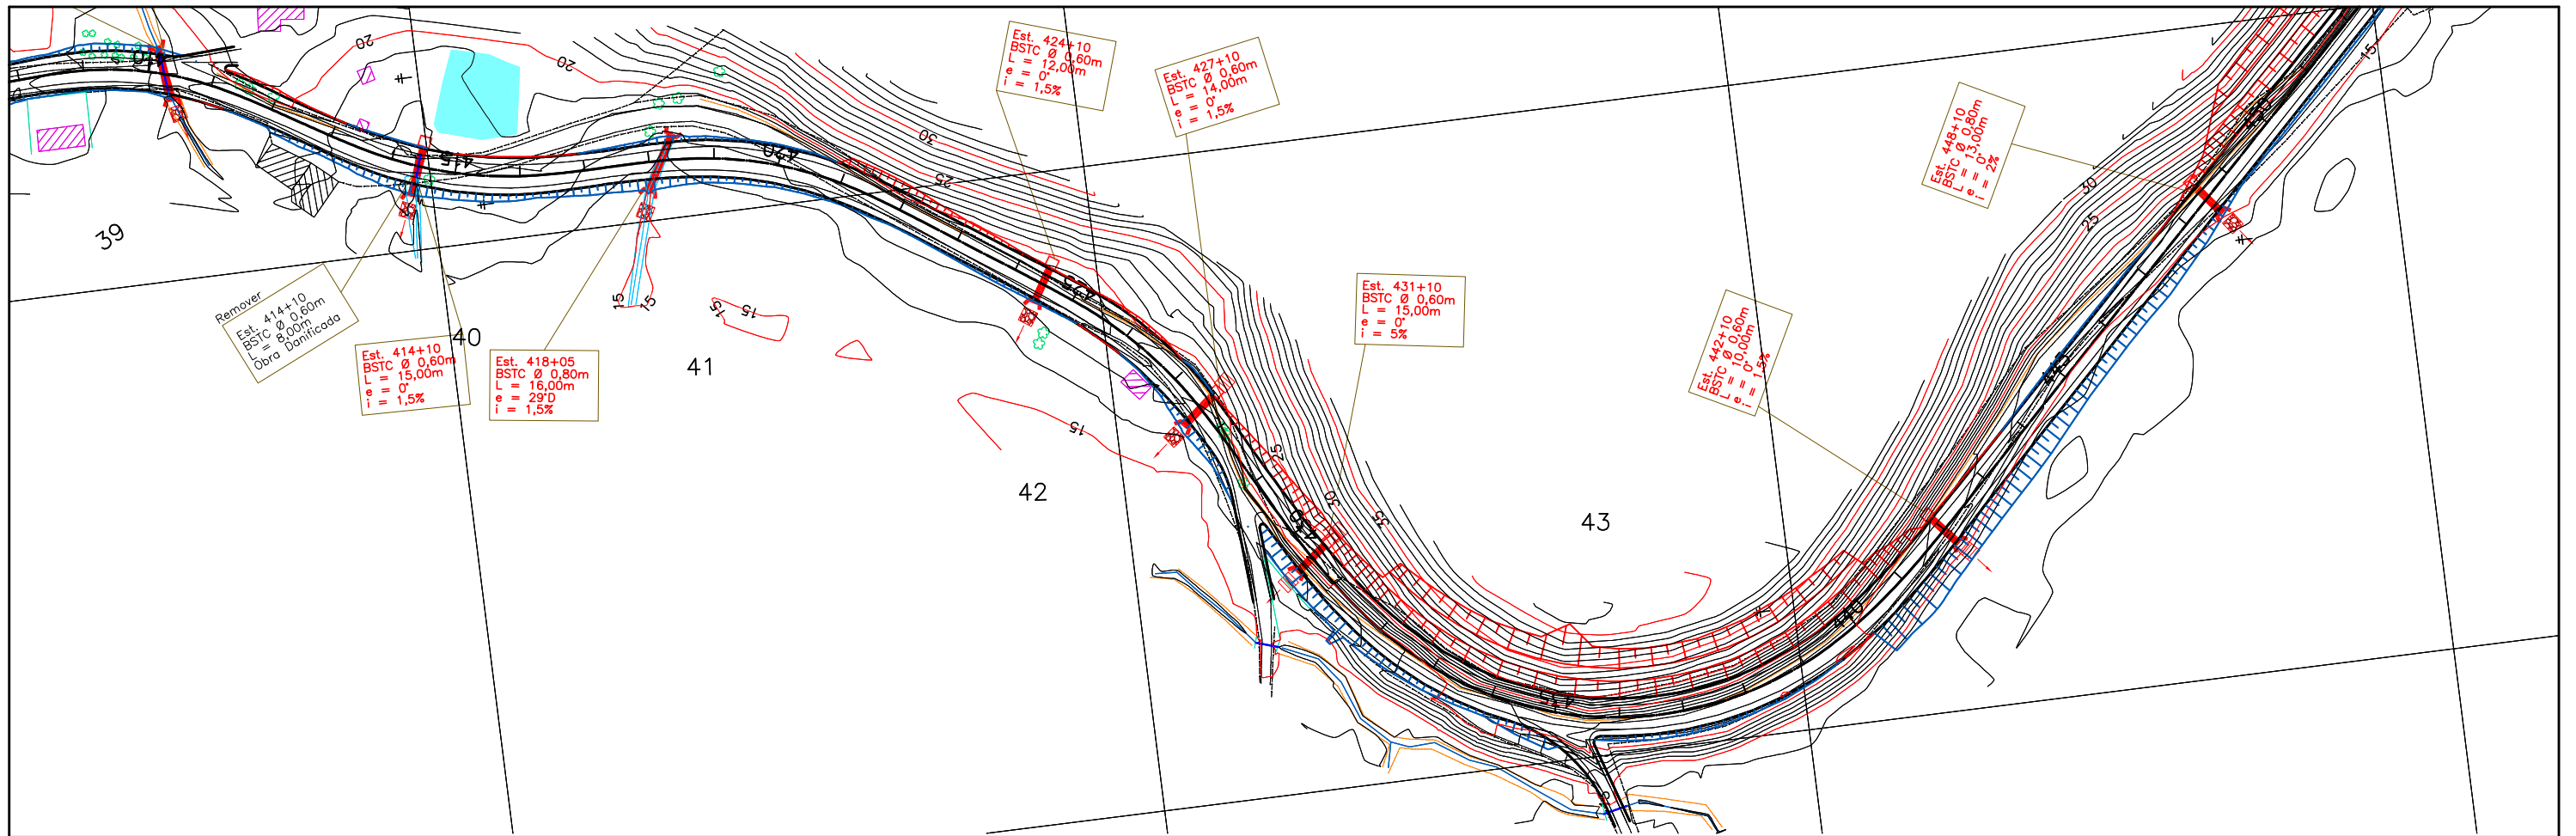 Est. 424+10
BSTC Ø 0,60m
L = 12,00m
e = 0°
i = 1,5%
Est. 427+10
BSTC Ø 0,60m
L = 14,00m
e = 0°
i = 1,5%
Est. 448+10
BSTC Ø 0,80m
L = 13,00m
e = 0°
i = 2%
Remover
Est. 414+10
BSTC Ø 0,60m
L = 8,00m
Obra Danificada
Est. 414+10
BSTC Ø 0,60m
L = 15,00m
e = 0°
i = 1,5%
Est. 418+05
BSTC Ø 0,80m
L = 16,00m
e = 29°D
i = 1,5%
Est. 431+10
BSTC Ø 0,60m
L = 15,00m
e = 0°
i = 5%
Est. 442+10
BSTC Ø 0,60m
L = 10,00m
e = 0°
i = 1,5%
39
40
41
42
43
20
20
30
25
15
415
420
425
15
15
15
15
15
25
30
35
430
435
440
445
30
25